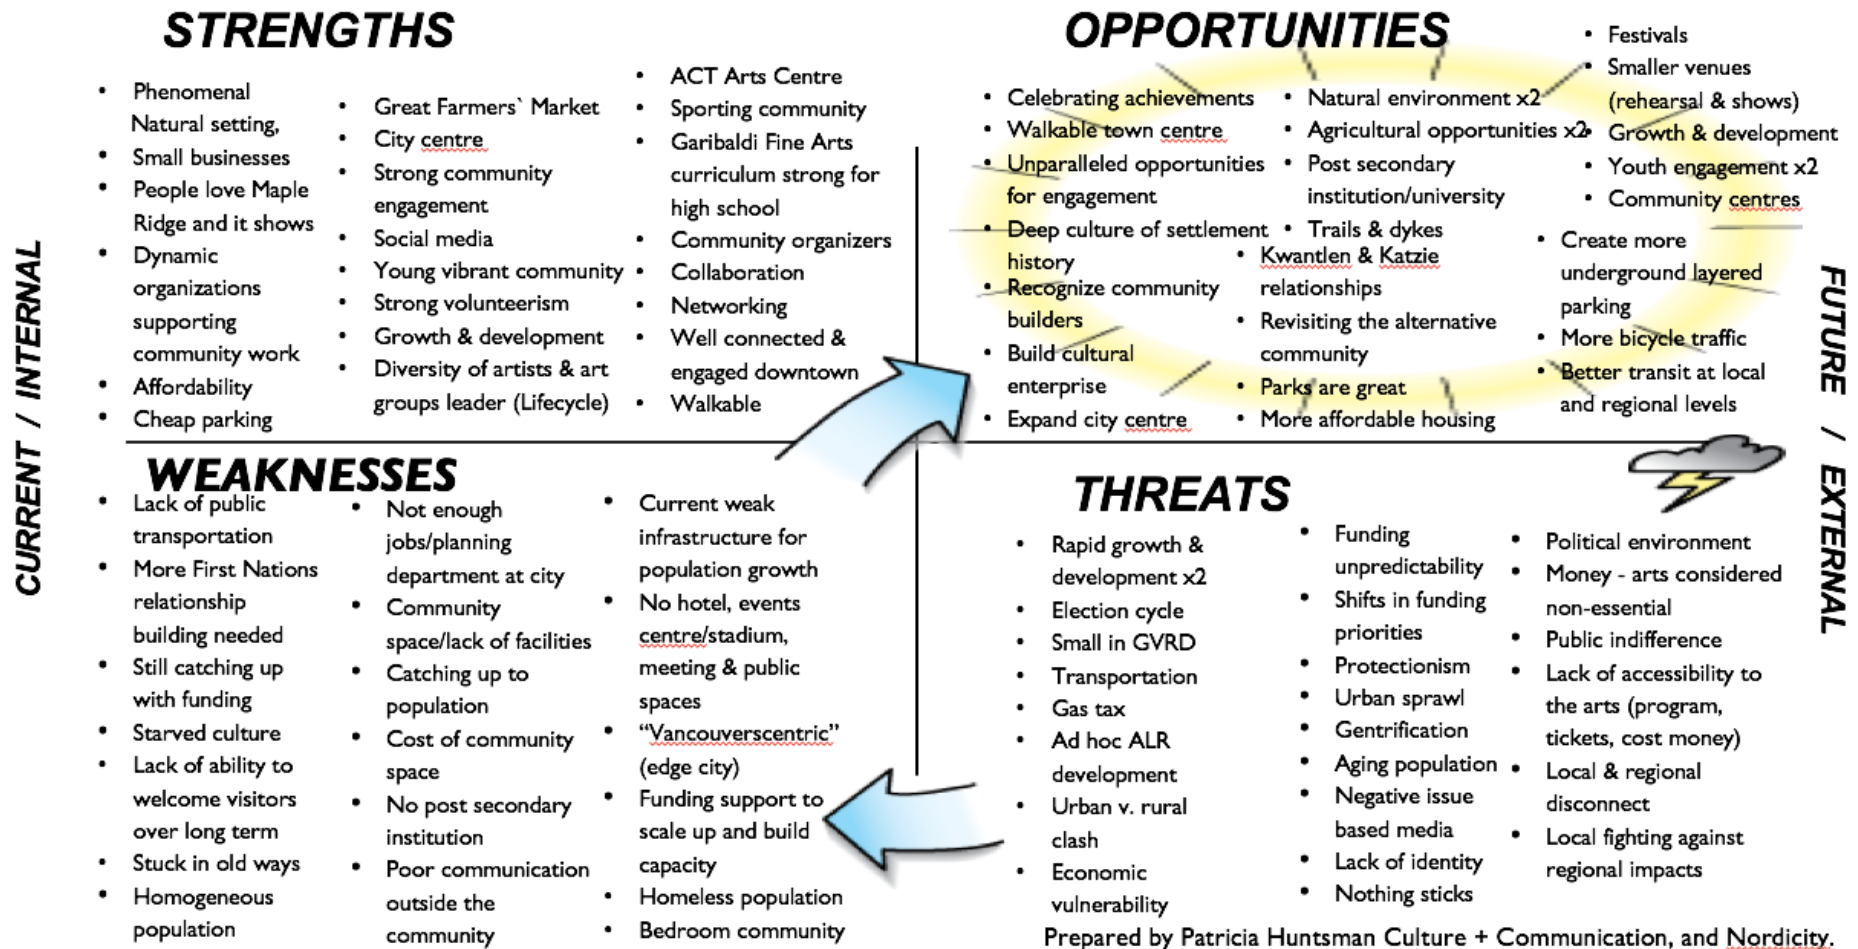 STRENGTHS
• Phenomenal
Natural setting,
• Small businesses
• People love Maple
Ridge and it shows
• Dynamic
organizations
supporting
community work
• Affordability
• Cheap parking
• Great Farmers` Market
• City centre
• Strong community
engagement
• Social media
• Young vibrant community
• Strong volunteerism
• Growth & development
• Diversity of artists & art
groups leader (Lifecycle)
• ACT Arts Centre
• Sporting community
• Garibaldi Fine Arts
curriculum strong for
high school
• Community organizers
• Collaboration
• Networking
• Well connected &
engaged downtown
• Walkable
OPPORTUNITIES
• Celebrating achievements
• Walkable town centre
• Unparalleled opportunities
for engagement
• Deep culture of settlement
history
• Recognize community
builders
• Build cultural
enterprise
• Expand city centre
• Natural environment x2
• Agricultural opportunities x2
• Post secondary
institution/university
• Trails & dykes
• Kwantlen & Katzie
relationships
• Revisiting the alternative
community
• Parks are great
• More affordable housing
• Festivals
• Smaller venues
(rehearsal & shows)
• Growth & development
• Youth engagement x2
• Community centres
• Create more
underground layered
parking
• More bicycle traffic
• Better transit at local
and regional levels
CURRENT / INTERNAL
FUTURE / EXTERNAL
WEAKNESSES
• Lack of public
transportation
• More First Nations
relationship
building needed
• Still catching up
with funding
• Starved culture
• Lack of ability to
welcome visitors
over long term
• Stuck in old ways
• Homogeneous
population
• Not enough
jobs/planning
department at city
• Community
space/lack of facilities
• Catching up to
population
• Cost of community
space
• No post secondary
institution
• Poor communication
outside the
community
• Current weak
infrastructure for
population growth
• No hotel, events
centre/stadium,
meeting & public
spaces
• “Vancouverscentric”
(edge city)
• Funding support to
scale up and build
capacity
• Homeless population
• Bedroom community
THREATS
• Rapid growth &
development x2
• Election cycle
• Small in GVRD
• Transportation
• Gas tax
• Ad hoc ALR
development
• Urban v. rural
clash
• Economic
vulnerability
• Funding
unpredictability
• Shifts in funding
priorities
• Protectionism
• Urban sprawl
• Gentrification
• Aging population
• Negative issue
based media
• Lack of identity
• Nothing sticks
• Political environment
• Money - arts considered
non-essential
• Public indifference
• Lack of accessibility to
the arts (program,
tickets, cost money)
• Local & regional
disconnect
• Local fighting against
regional impacts
Prepared by Patricia Huntsman Culture + Communication, and Nordicity.